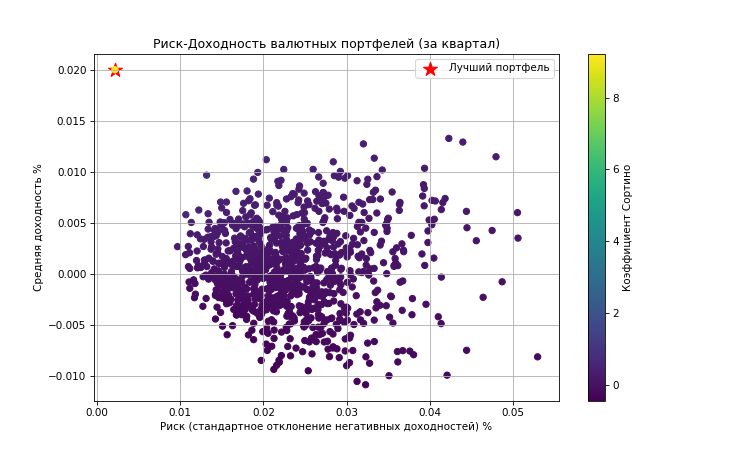 Риск-Доходность валютных портфелей (за квартал)
Лучший портфель
Средняя доходность %
0.020
0.015
0.010
0.005
0.000
−0.005
−0.010
0.00 0.01 0.02 0.03 0.04 0.05
Риск (стандартное отклонение негативных доходностей) %
8
6
4
2
0
Коэффициент Сортино